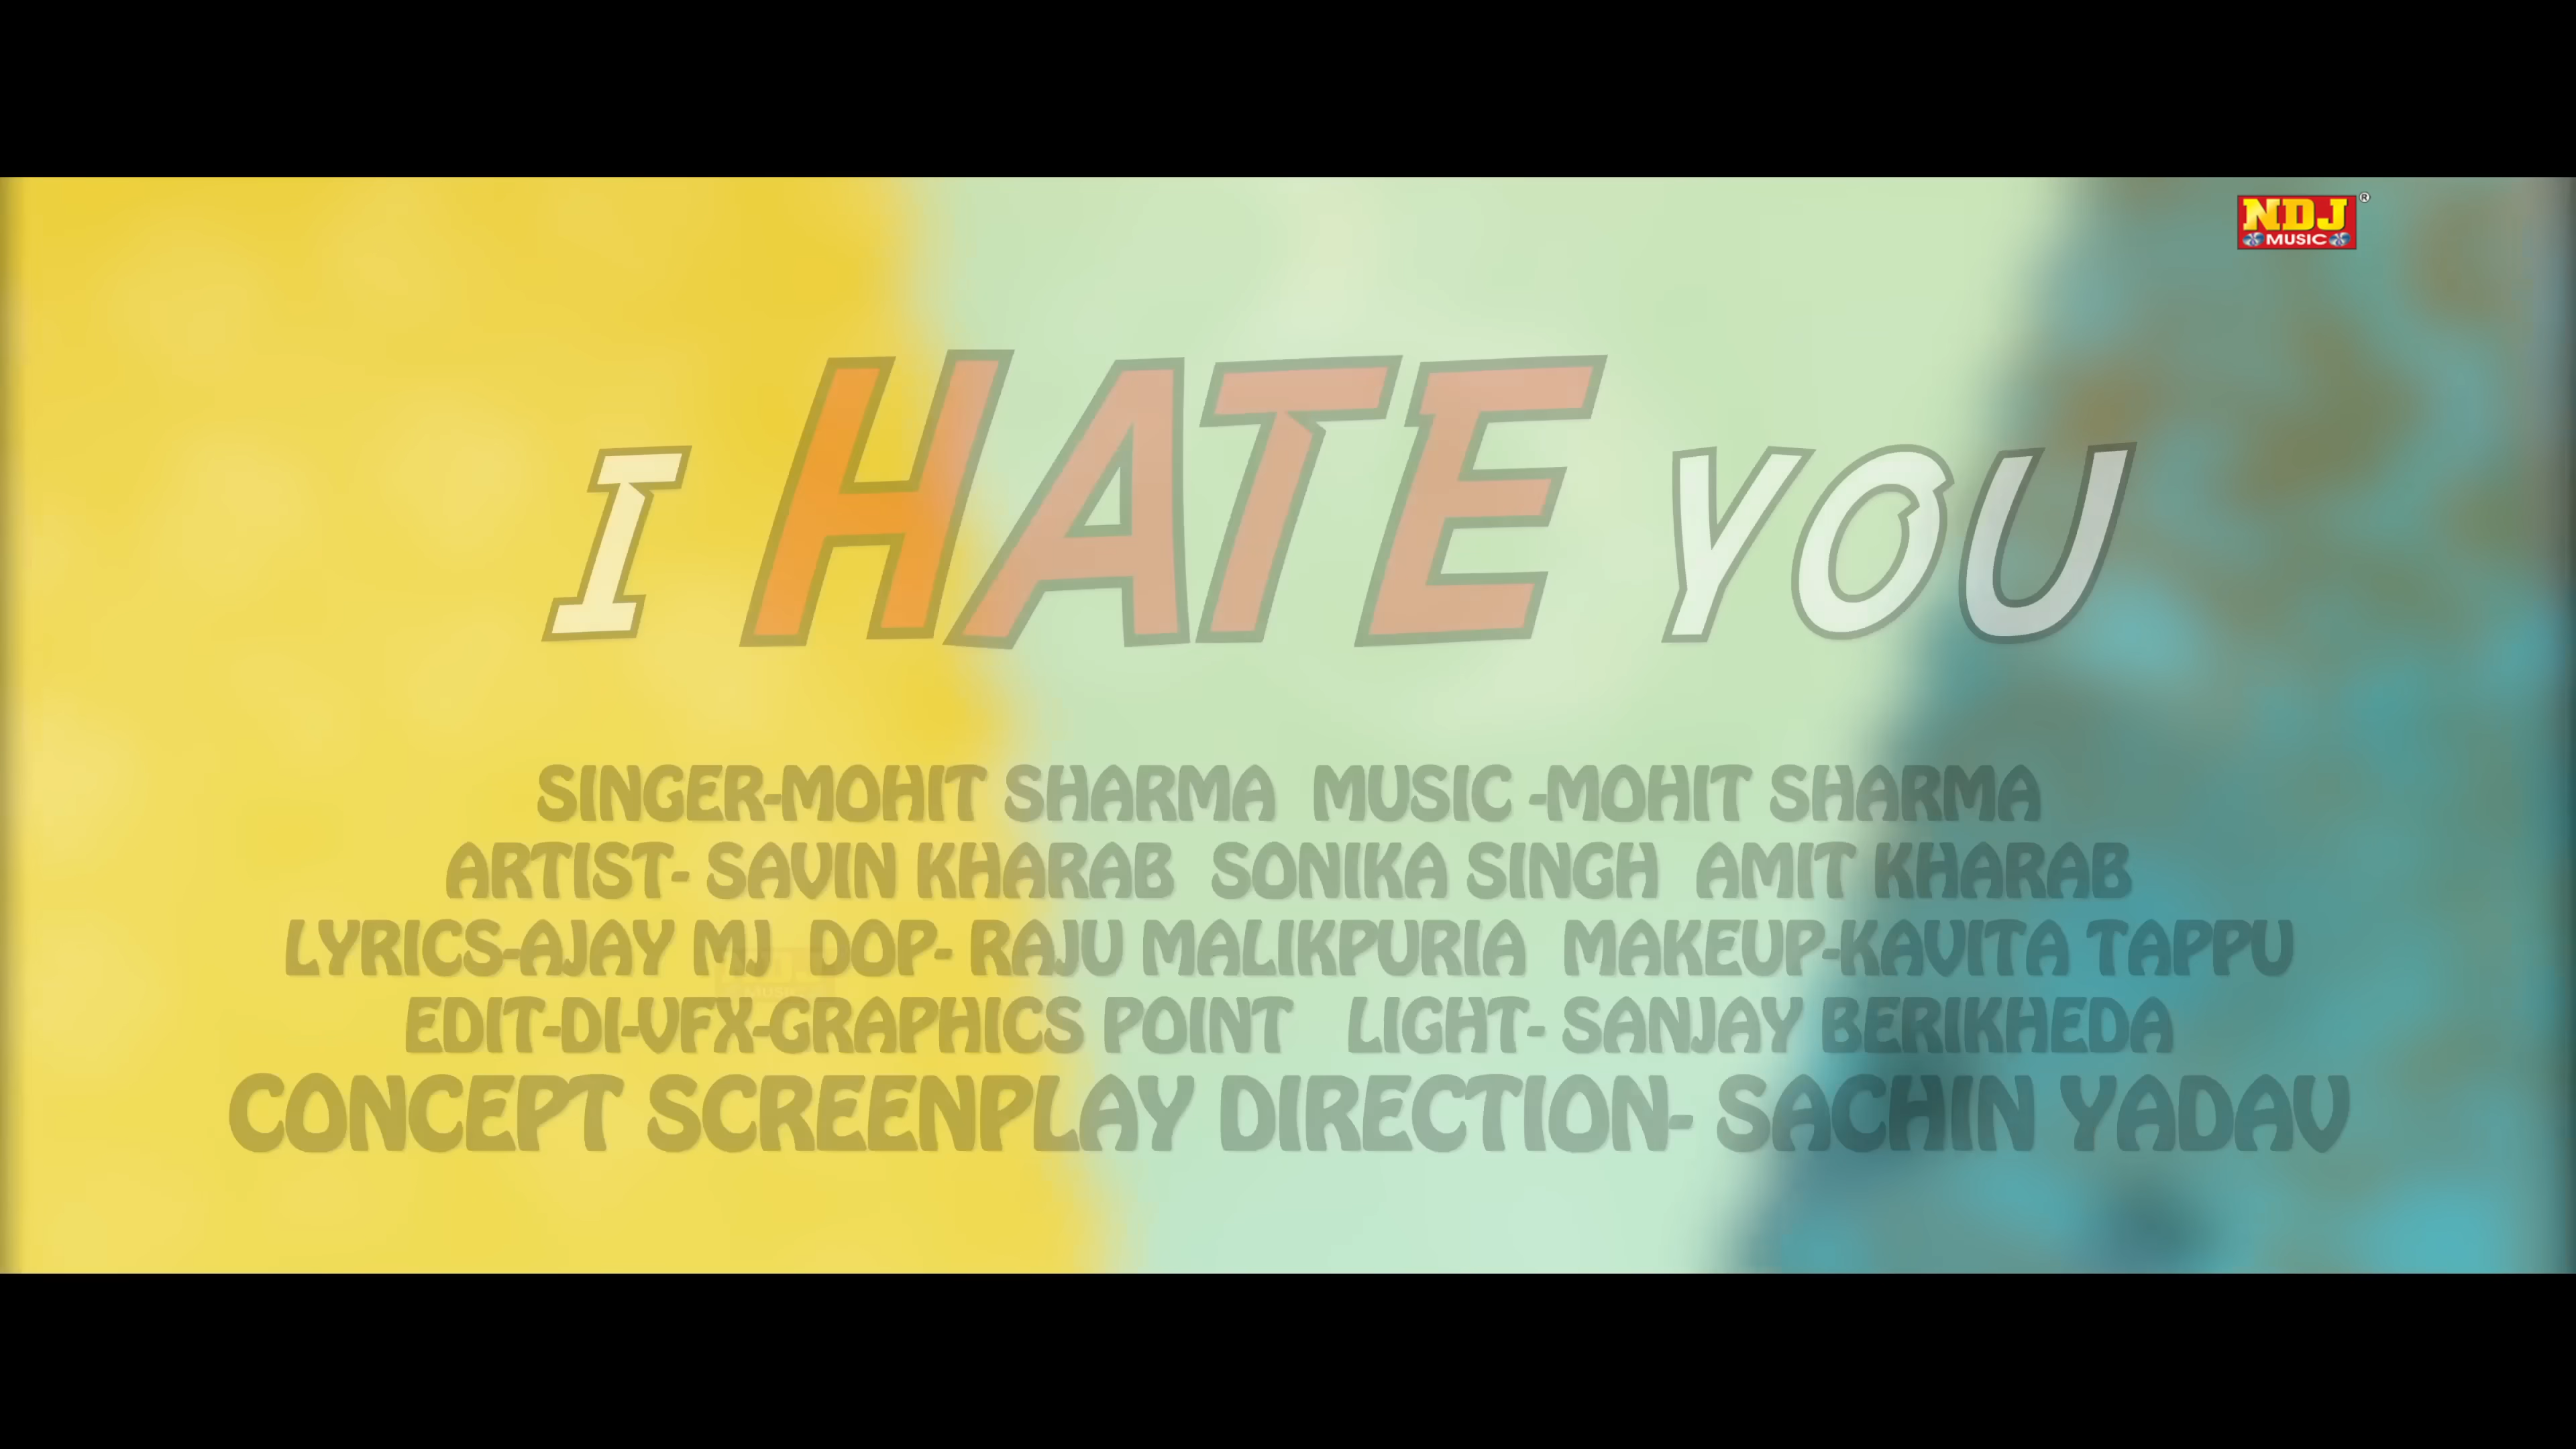 NDJ ®
MUSIC
I HATE YOU
SINGER-MOHIT SHARMA MUSIC -MOHIT SHARMA
ARTIST- SAVIN KHARAB SONIKA SINGH AMIT KHARAB
LYRICS-AJAY MJ DOP- RAJU MALIKPURIA MAKEUP-KAVITA TAPPU
EDIT-DI-VFX-GRAPHICS POINT LIGHT- SANJAY BERIKHEDA
CONCEPT SCREENPLAY DIRECTION- SACHIN YADAV